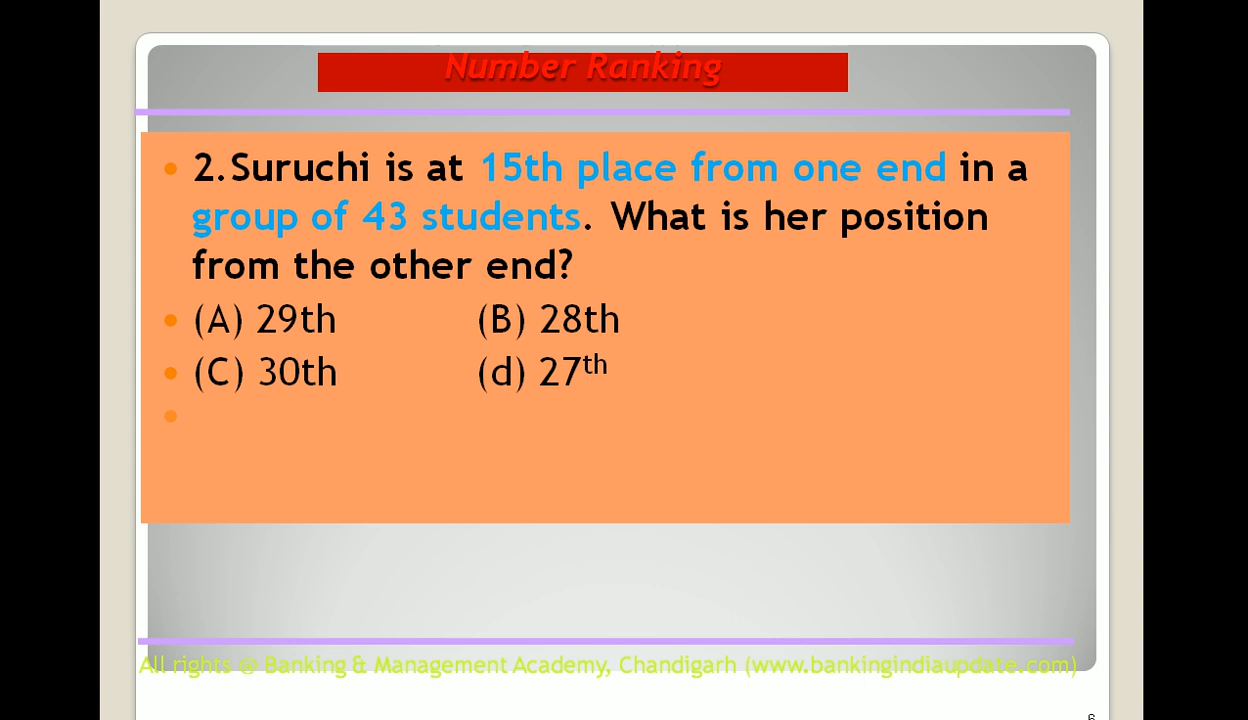 Number Ranking
2.Suruchi is at 15th place from one end in a
group of 43 students. What is her position
from the other end?
(A) 29th (B) 28th
(C) 30th (d) 27th
All rights @ Banking & Management Academy, Chandigarh (www.bankingindiaupdate.com)
6